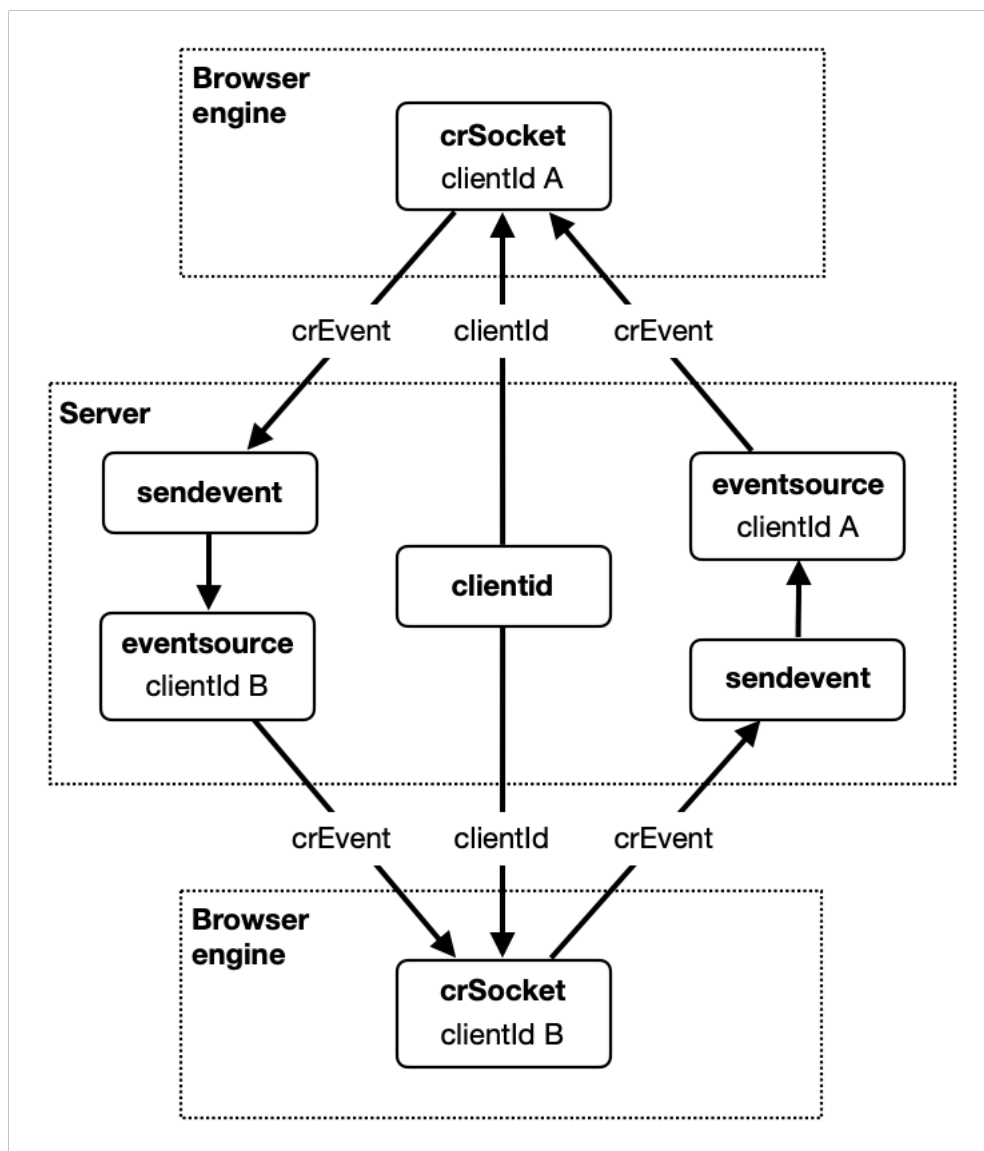 Browser
engine
crSocket
clientId A
crEvent
clientId
crEvent
Server
sendevent
eventsource
clientId A
clientid
eventsource
clientId B
sendevent
crEvent
clientId
crEvent
Browser
engine
crSocket
clientId B